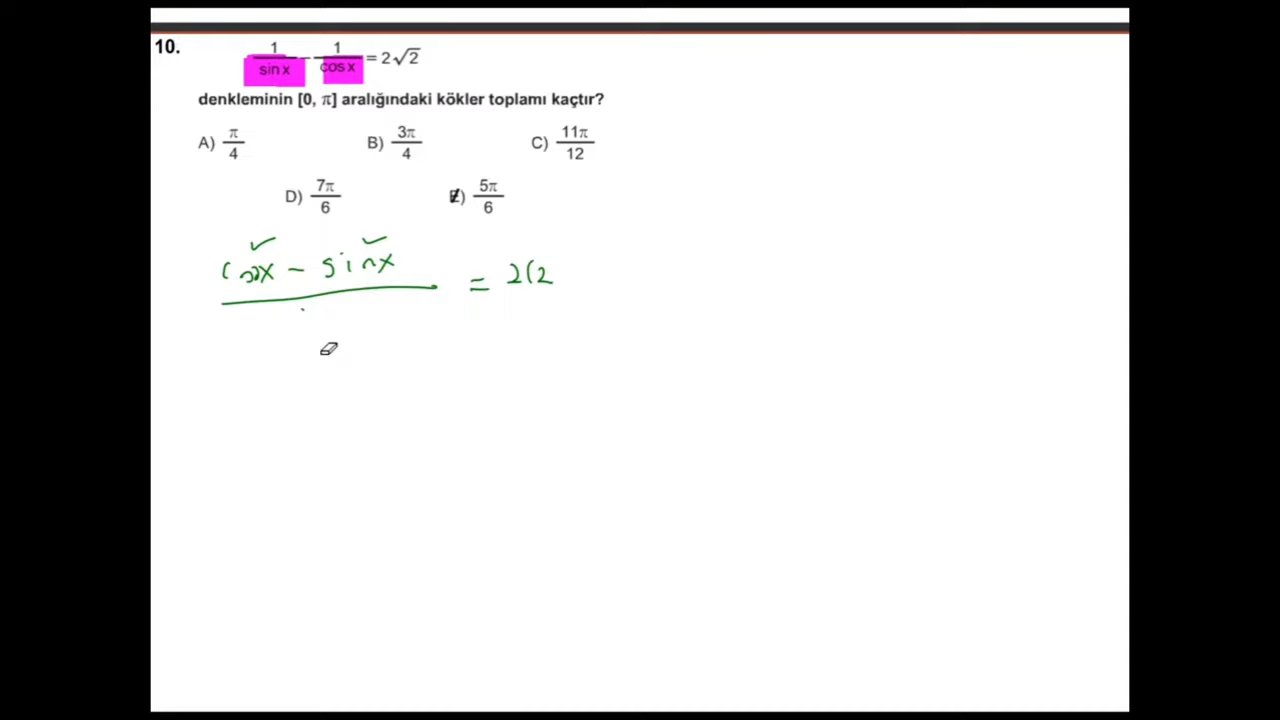 10. 1/sin x − 1/cos x = 2√2
denkleminin [0, π] aralığındaki kökler toplamı kaçtır?
A) π/4 B) 3π/4 C) 11π/12
D) 7π/6 E) 5π/6
cosx − sinx = 2√2